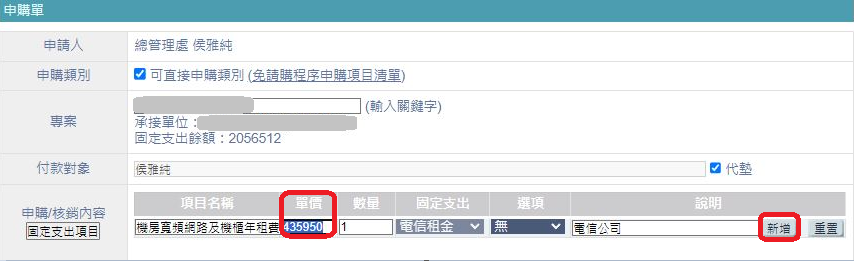 申購單
申請人 總管理處 侯雅純
申購類別 可直接申購類別 (免請購程序申購項目清單)
專案 (輸入關鍵字)
承接單位：
固定支出餘額：2056512
付款對象 侯雅純 代墊
申購/核銷內容
固定支出項目
項目名稱 單價 數量 固定支出 選項 說明
機房寬頻網路及機櫃年租費 435950 1 電信租金 無 電信公司 新增 重置